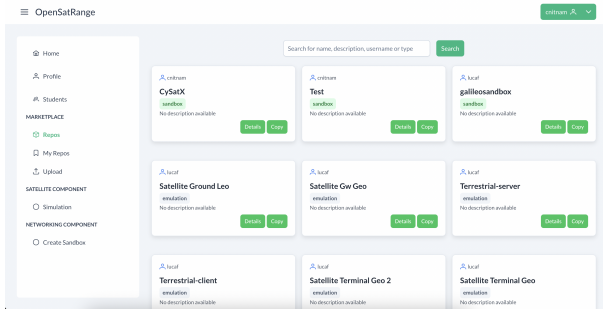 OpenSatRange
cnitnam
Home
Profile
Students
MARKETPLACE
Repos
My Repos
Upload
SATELLITE COMPONENT
Simulation
NETWORKING COMPONENT
Create Sandbox
Search for name, description, username or type
Search
cnitnam
CySatX
sandbox
No description available
Details
Copy
cnitnam
Test
sandbox
No description available
Details
Copy
lucaf
galileosandbox
sandbox
No description available
Details
Copy
lucaf
Satellite Ground Leo
emulation
No description available
Details
Copy
lucaf
Satellite Gw Geo
emulation
No description available
Details
Copy
lucaf
Terrestrial-server
emulation
No description available
Details
Copy
lucaf
Terrestrial-client
emulation
No description available
lucaf
Satellite Terminal Geo 2
emulation
No description available
lucaf
Satellite Terminal Geo
emulation
No description available